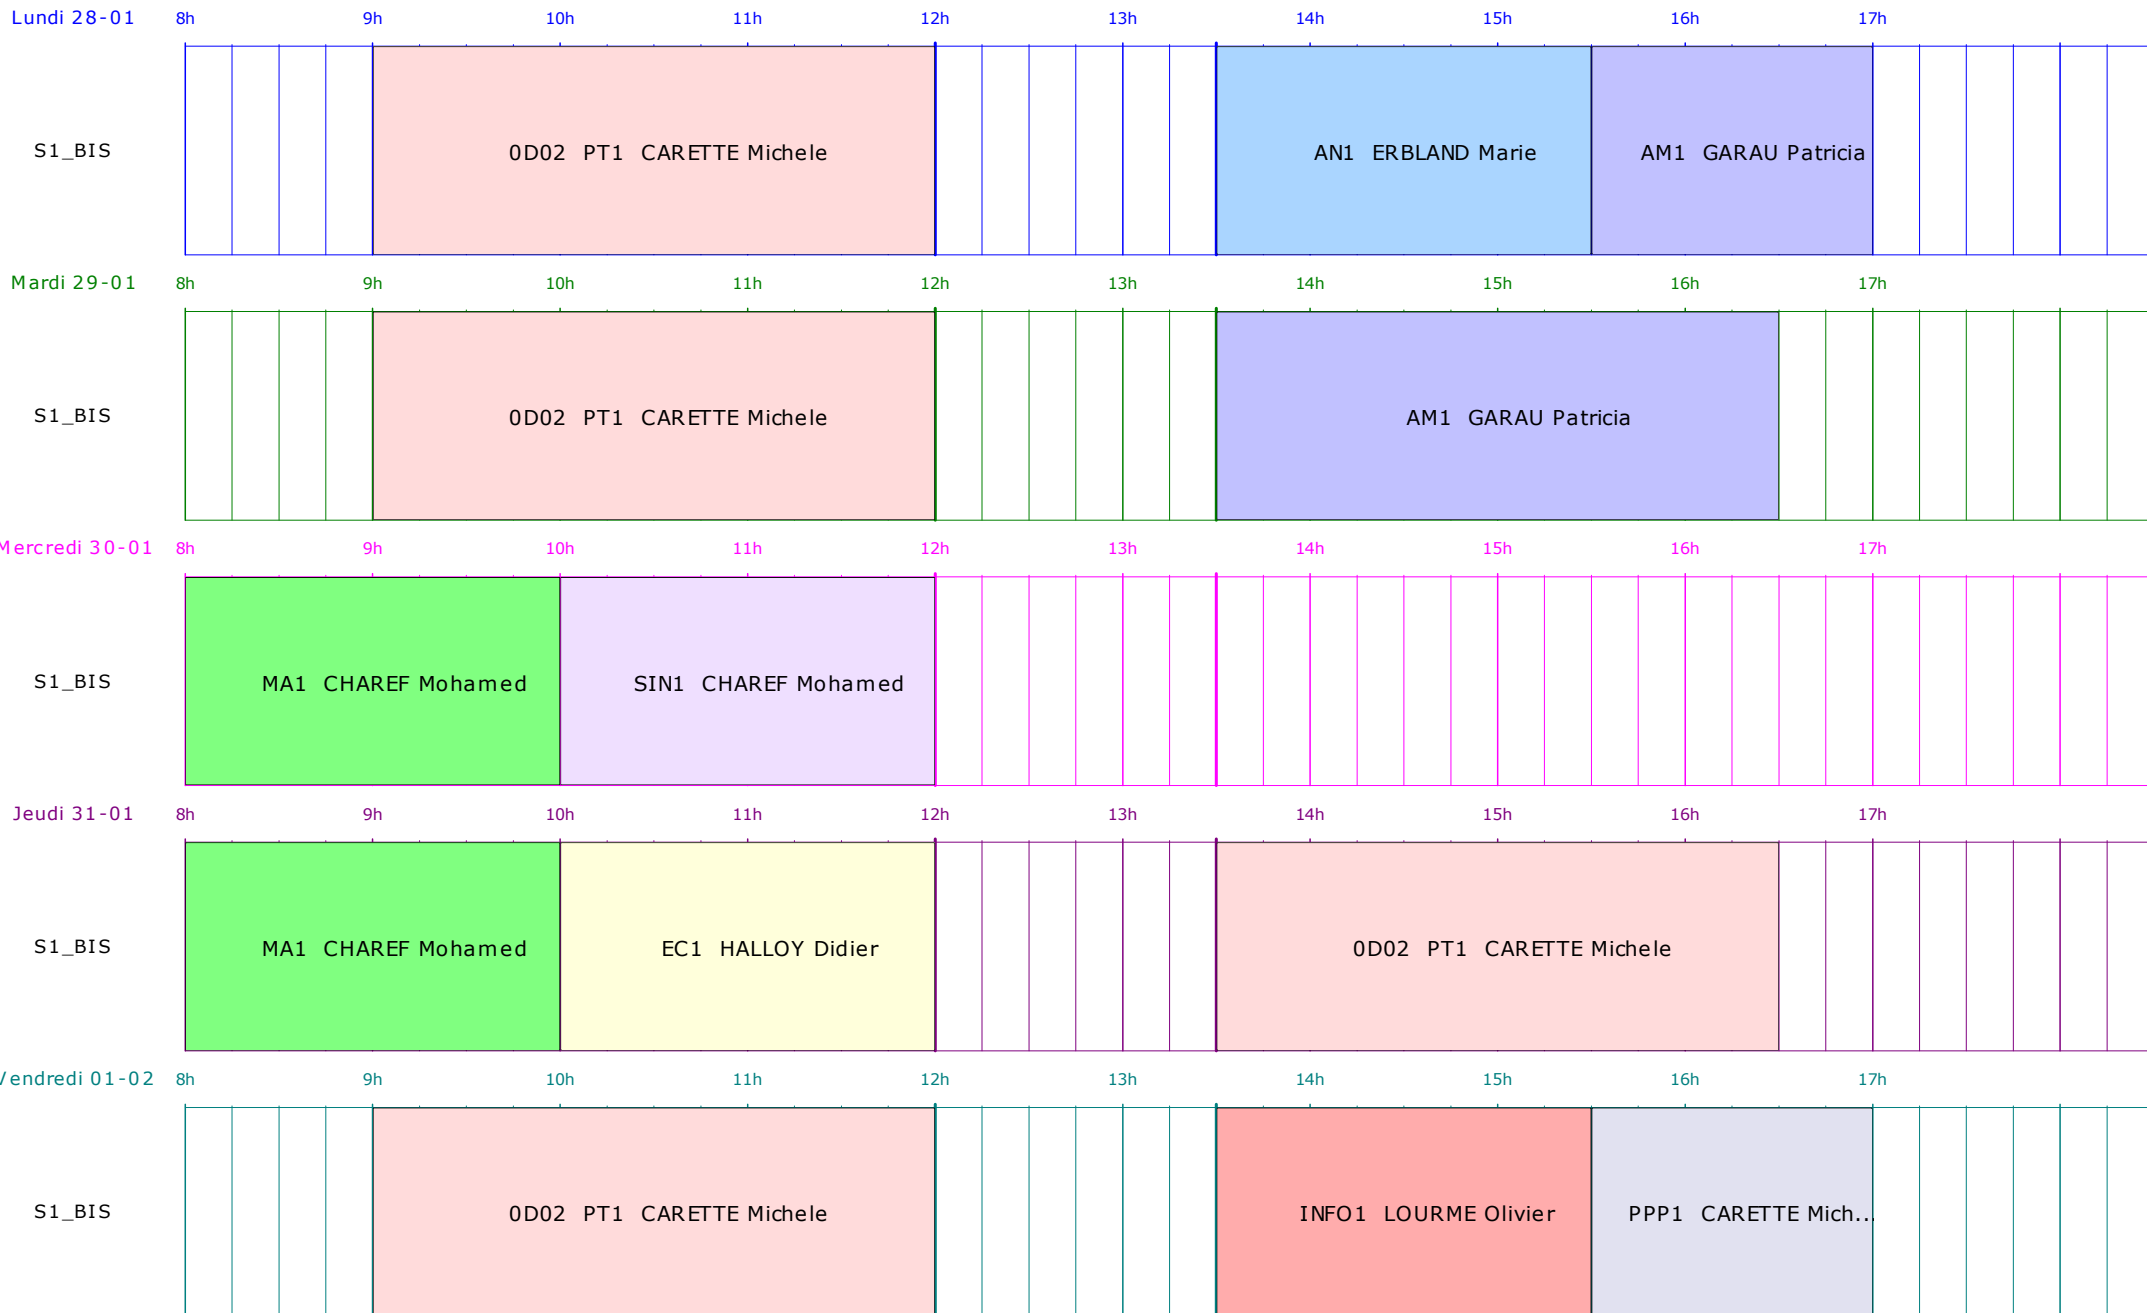 Lundi 28-01 8h 9h 10h 11h 12h 13h 14h 15h 16h 17h
S1_BIS 0D02 PT1 CARETTE Michele AN1 ERBLAND Marie AM1 GARAU Patricia
Mardi 29-01 8h 9h 10h 11h 12h 13h 14h 15h 16h 17h
S1_BIS 0D02 PT1 CARETTE Michele AM1 GARAU Patricia
Mercredi 30-01 8h 9h 10h 11h 12h 13h 14h 15h 16h 17h
S1_BIS MA1 CHAREF Mohamed SIN1 CHAREF Mohamed
Jeudi 31-01 8h 9h 10h 11h 12h 13h 14h 15h 16h 17h
S1_BIS MA1 CHAREF Mohamed EC1 HALLOY Didier 0D02 PT1 CARETTE Michele
Vendredi 01-02 8h 9h 10h 11h 12h 13h 14h 15h 16h 17h
S1_BIS 0D02 PT1 CARETTE Michele INFO1 LOURME Olivier PPP1 CARETTE Mich...